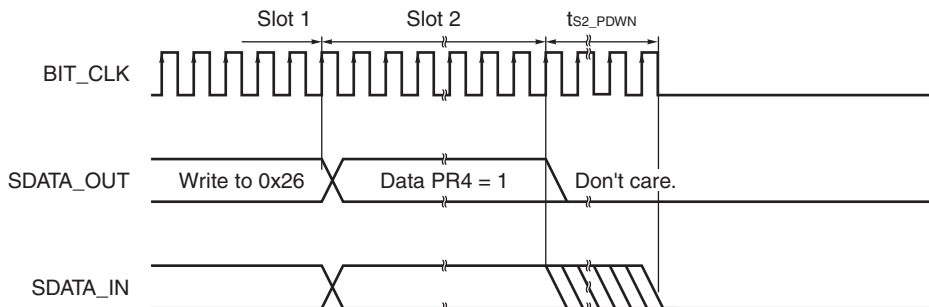 Slot 1
Slot 2
tS2_PDWN
BIT_CLK
SDATA_OUT
Write to 0x26
Data PR4 = 1
Don't care.
SDATA_IN